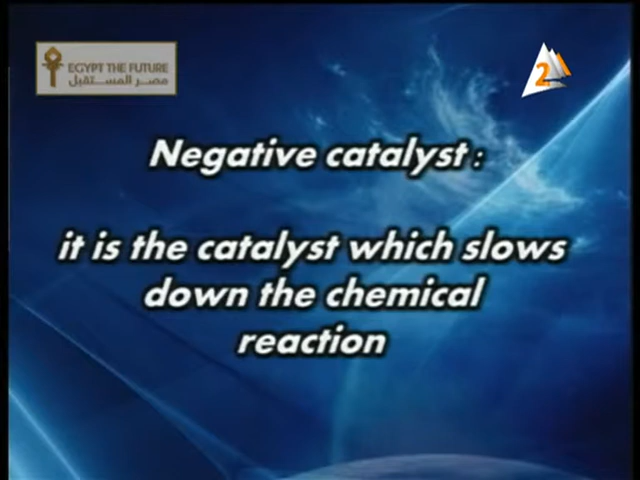 EGYPT THE FUTURE
مصر المستقبل
2
Negative catalyst :
it is the catalyst which slows
down the chemical
reaction